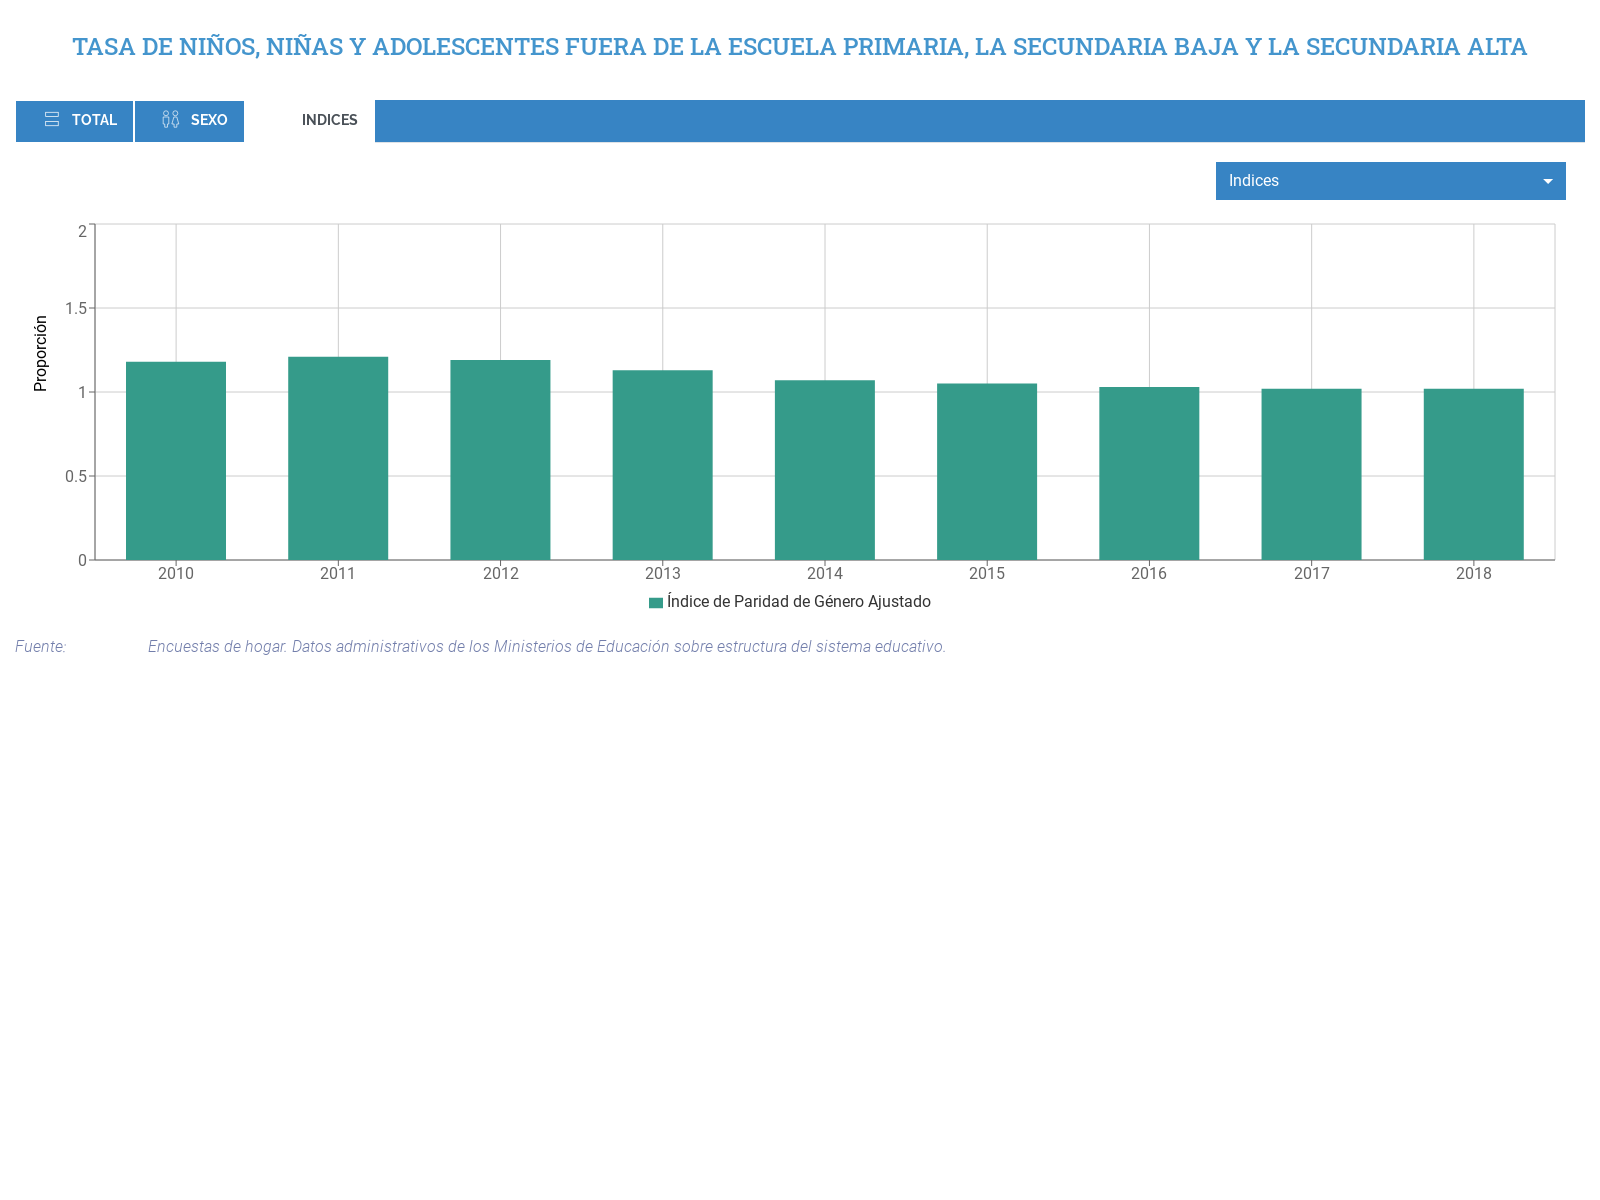 TASA DE NIÑOS, NIÑAS Y ADOLESCENTES FUERA DE LA ESCUELA PRIMARIA, LA SECUNDARIA BAJA Y LA SECUNDARIA ALTA
TOTAL SEXO INDICES
Indices
2
1.5
1
0.5
0
Proporción
2010 2011 2012 2013 2014 2015 2016 2017 2018
Índice de Paridad de Género Ajustado
Fuente: Encuestas de hogar. Datos administrativos de los Ministerios de Educación sobre estructura del sistema educativo.